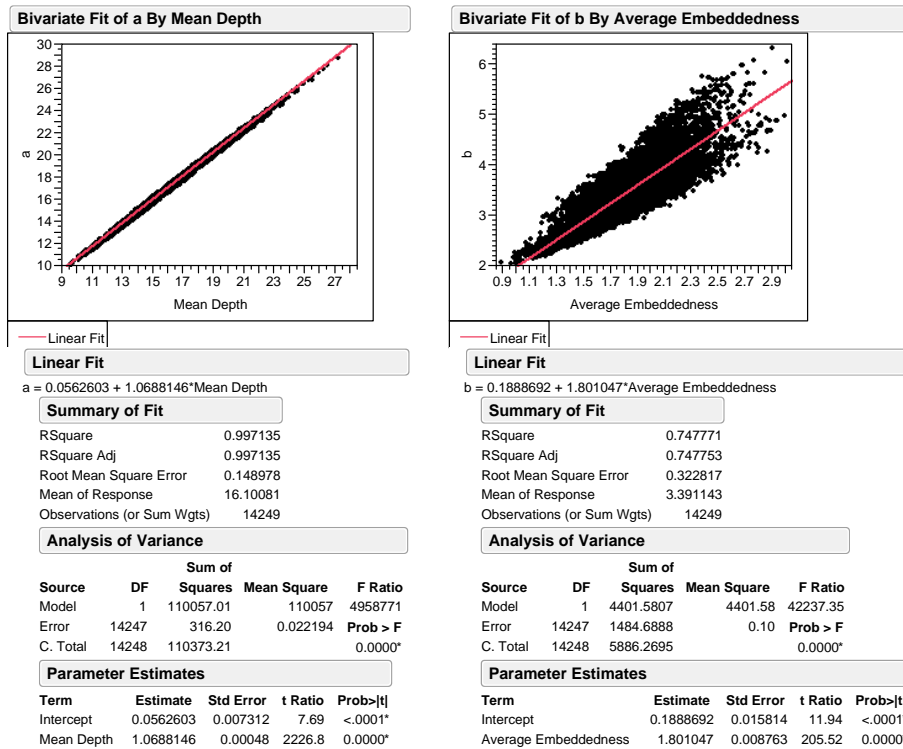 Bivariate Fit of a By Mean Depth
30
28
26
24
22
20
18
16
14
12
10
a
9 11 13 15 17 19 21 23 25 27
Mean Depth
Linear Fit
Linear Fit
a = 0.0562603 + 1.0688146*Mean Depth
Summary of Fit
RSquare 0.997135
RSquare Adj 0.997135
Root Mean Square Error 0.148978
Mean of Response 16.10081
Observations (or Sum Wgts) 14249
Analysis of Variance
Sum of
Source DF Squares Mean Square F Ratio
Model 1 110057.01 110057 4958771
Error 14247 316.20 0.022194 Prob > F
C. Total 14248 110373.21 0.0000*
Parameter Estimates
Term Estimate Std Error t Ratio Prob>|t|
Intercept 0.0562603 0.007312 7.69 <.0001*
Mean Depth 1.0688146 0.00048 2226.8 0.0000*
Bivariate Fit of b By Average Embeddedness
6
5
4
3
2
b
0.9 1.1 1.3 1.5 1.7 1.9 2.1 2.3 2.5 2.7 2.9
Average Embeddedness
Linear Fit
Linear Fit
b = 0.1888692 + 1.801047*Average Embeddedness
Summary of Fit
RSquare 0.747771
RSquare Adj 0.747753
Root Mean Square Error 0.322817
Mean of Response 3.391143
Observations (or Sum Wgts) 14249
Analysis of Variance
Sum of
Source DF Squares Mean Square F Ratio
Model 1 4401.5807 4401.58 42237.35
Error 14247 1484.6888 0.10 Prob > F
C. Total 14248 5886.2695 0.0000*
Parameter Estimates
Term Estimate Std Error t Ratio Prob>|t
Intercept 0.1888692 0.015814 11.94 <.0001
Average Embeddedness 1.801047 0.008763 205.52 0.0000